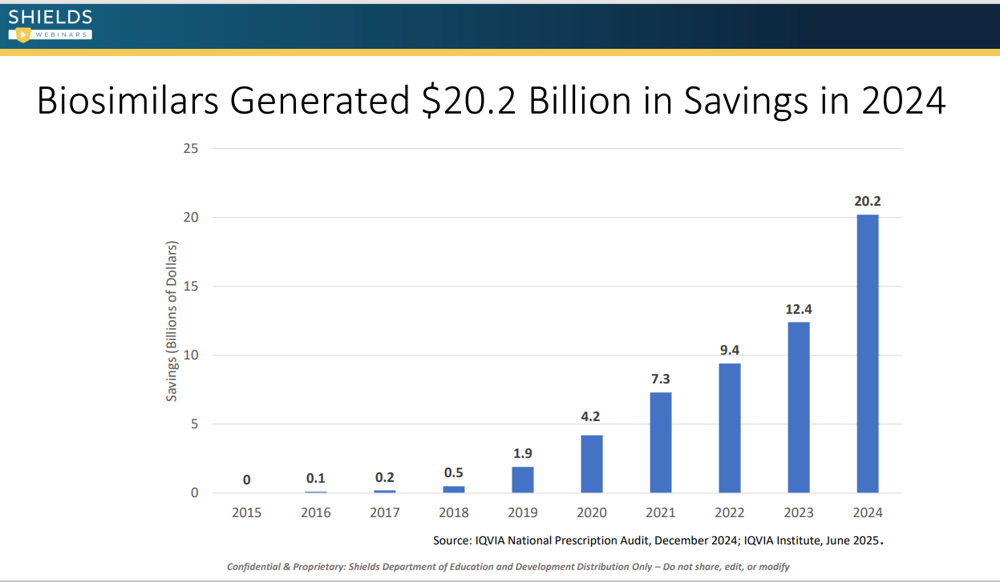 SHIELDS
WEBINARS
Biosimilars Generated $20.2 Billion in Savings in 2024
Savings (Billions of Dollars)
25
20
15
10
5
0
0
0.1
0.2
0.5
1.9
4.2
7.3
9.4
12.4
20.2
2015 2016 2017 2018 2019 2020 2021 2022 2023 2024
Source: IQVIA National Prescription Audit, December 2024; IQVIA Institute, June 2025.
Confidential & Proprietary: Shields Department of Education and Development Distribution Only – Do not share, edit, or modify